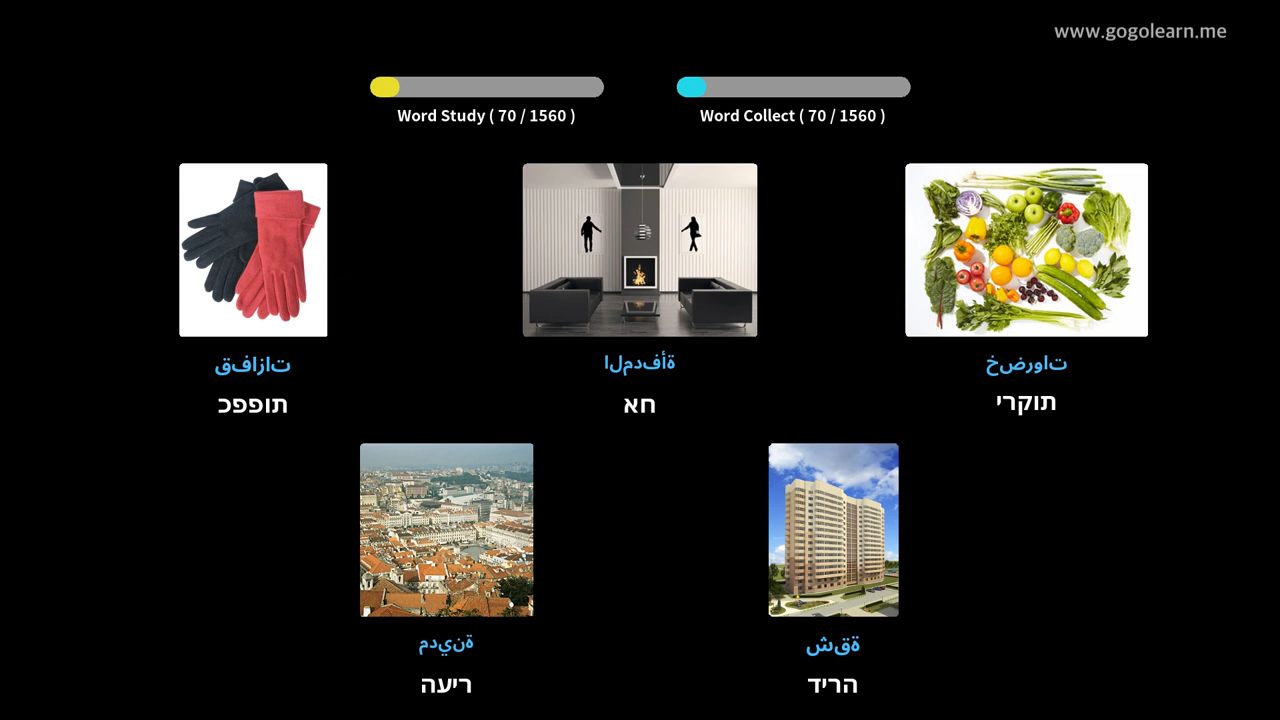 www.gogolearn.me
Word Study ( 70 / 1560 )
Word Collect ( 70 / 1560 )
تازافق
תופפכ
ةأفدملا
חא
تاورضخ
תוקרי
ةنيدم
ריעה
ةقش
הריד